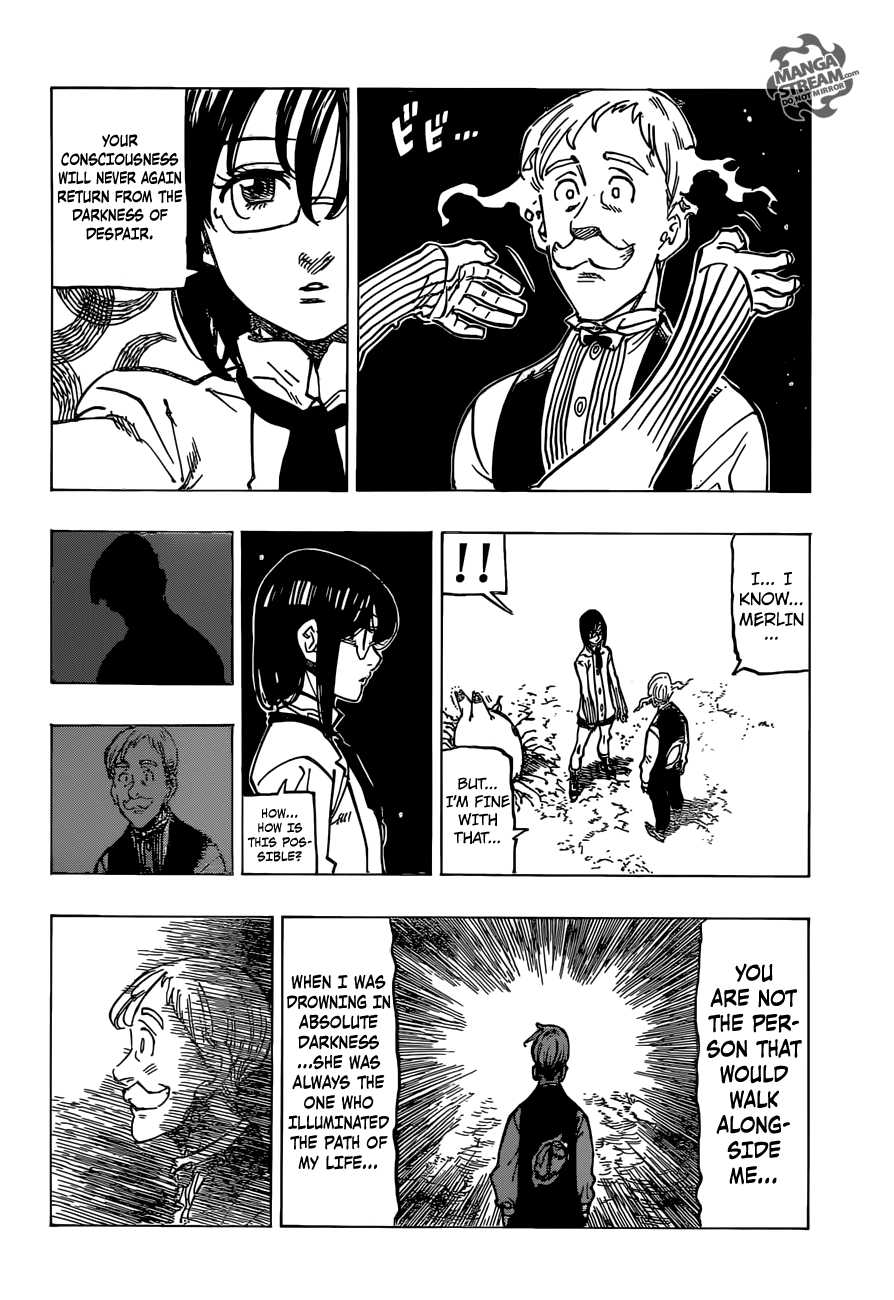 MANGA
STREAM.com
DO NOT MIRROR
ビビ...
YOUR
CONSCIOUSNESS
WILL NEVER AGAIN
RETURN FROM THE
DARKNESS OF
DESPAIR.
I... I
KNOW...
MERLIN
...
!!
BUT...
I'M FINE
WITH
THAT...
HOW...
HOW IS
THIS POS-
SIBLE?
YOU
ARE NOT
THE PER-
SON THAT
WOULD
WALK
ALONG-
SIDE
ME...
WHEN I WAS
DROWNING IN
ABSOLUTE
DARKNESS
...SHE WAS
ALWAYS THE
ONE WHO
ILLUMINATED
THE PATH OF
MY LIFE...